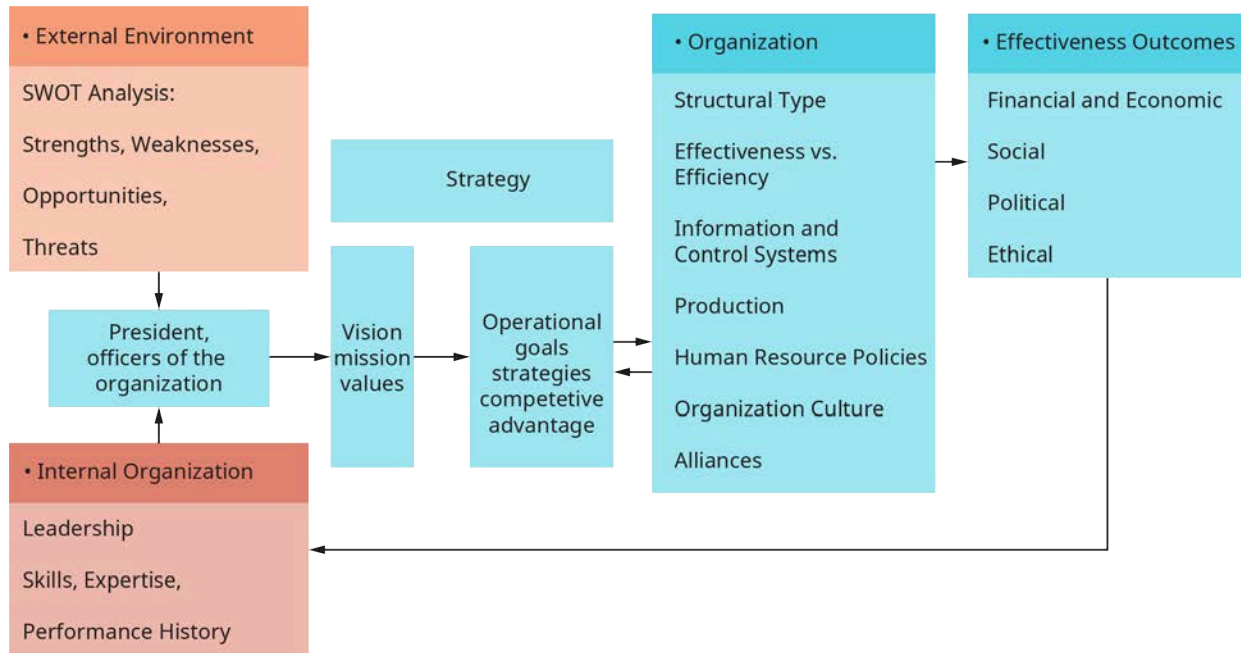 • External Environment
SWOT Analysis:
Strengths, Weaknesses,
Opportunities,
Threats
President,
officers of the
organization
• Internal Organization
Leadership
Skills, Expertise,
Performance History
Strategy
Vision
mission
values
Operational
goals
strategies
competetive
advantage
• Organization
Structural Type
Effectiveness vs.
Efficiency
Information and
Control Systems
Production
Human Resource Policies
Organization Culture
Alliances
• Effectiveness Outcomes
Financial and Economic
Social
Political
Ethical